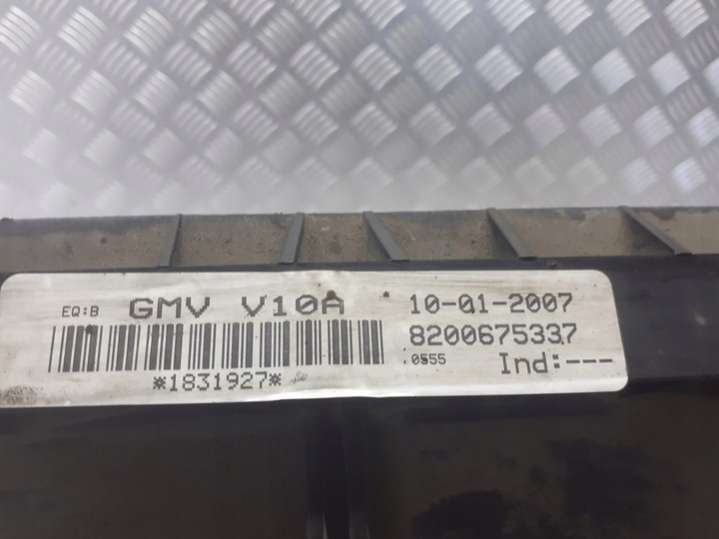 EQ:B GMV V10A 10-01-2007
8200675337
.0555 Ind:---
*1831927*